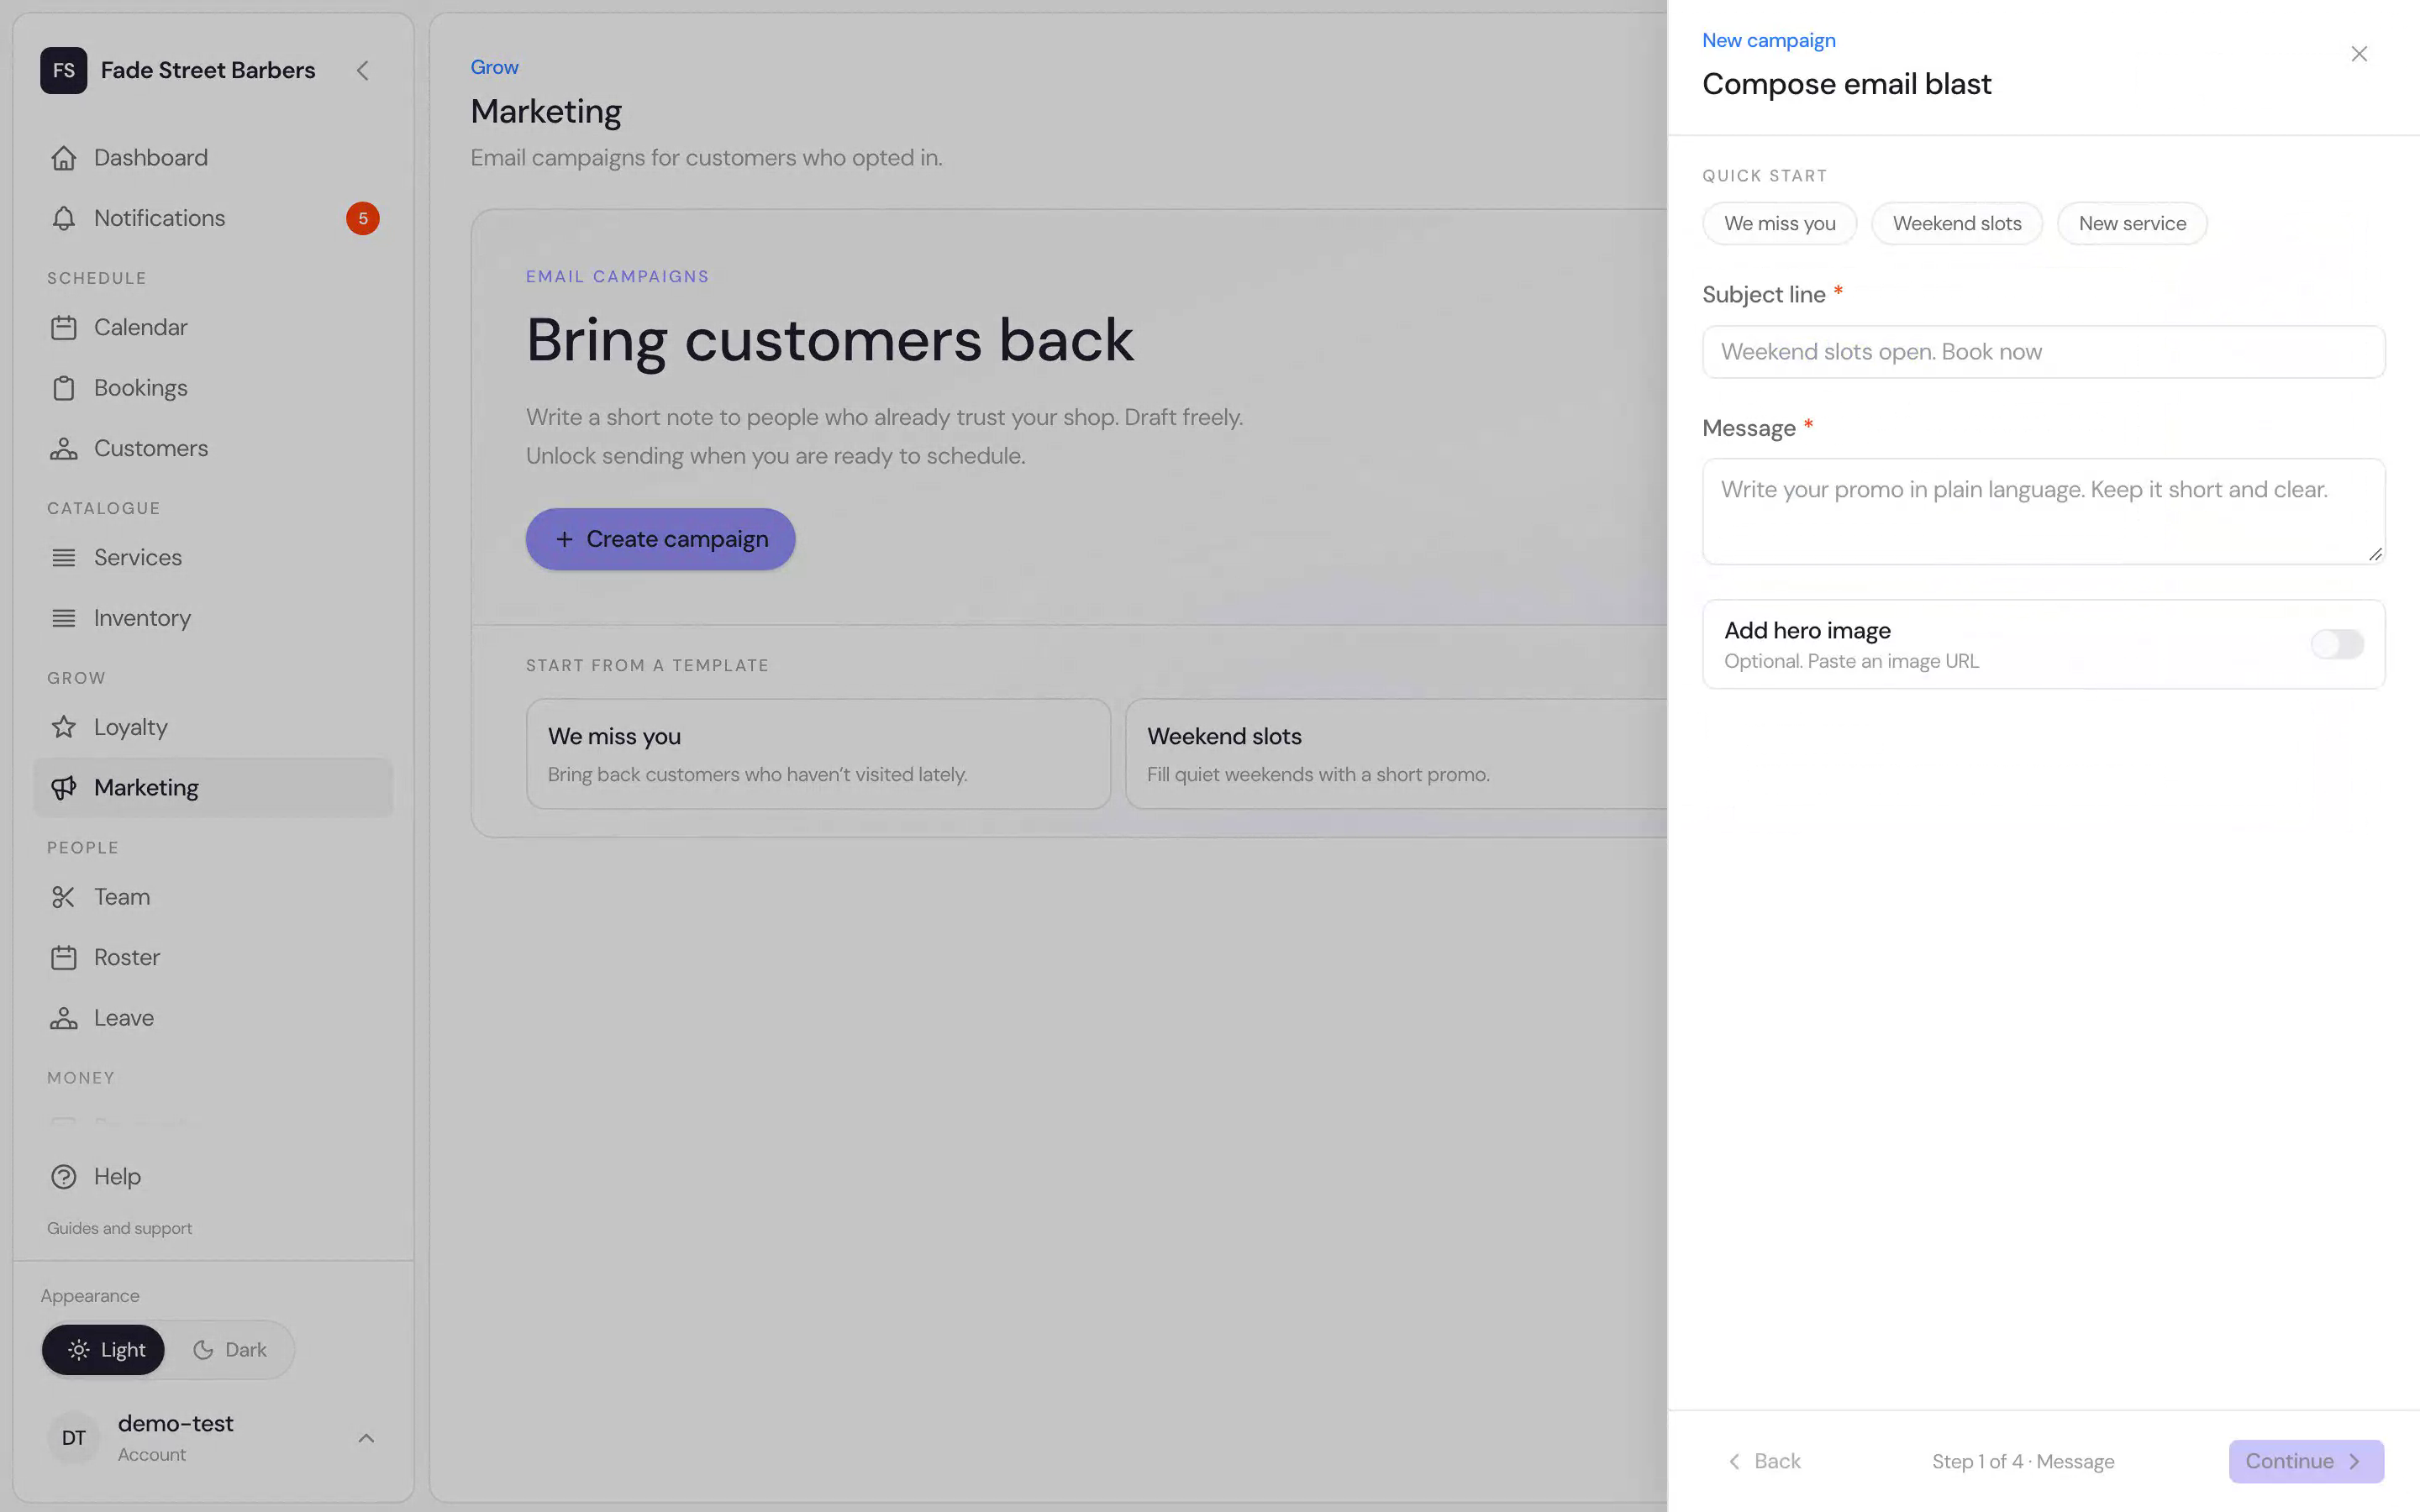 FS Fade Street Barbers
Dashboard
Notifications 5
SCHEDULE
Calendar
Bookings
Customers
CATALOGUE
Services
Inventory
GROW
Loyalty
Marketing
PEOPLE
Team
Roster
Leave
MONEY
Help
Guides and support
Appearance
Light Dark
DT demo-test
Account
Grow
Marketing
Email campaigns for customers who opted in.
EMAIL CAMPAIGNS
Bring customers back
Write a short note to people who already trust your shop. Draft freely.
Unlock sending when you are ready to schedule.
+ Create campaign
START FROM A TEMPLATE
We miss you
Bring back customers who haven’t visited lately.
Weekend slots
Fill quiet weekends with a short promo.
New campaign
Compose email blast
QUICK START
We miss you Weekend slots New service
Subject line *
Weekend slots open. Book now
Message *
Write your promo in plain language. Keep it short and clear.
Add hero image
Optional. Paste an image URL
Back Step 1 of 4 · Message Continue